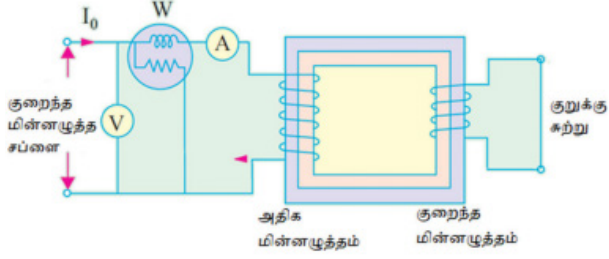 I0
W
A
V
குறைந்த
மின்னழுத்த
சப்ளை
குறுக்கு
சுற்று
அதிக
மின்னழுத்தம்
குறைந்த
மின்னழுத்தம்